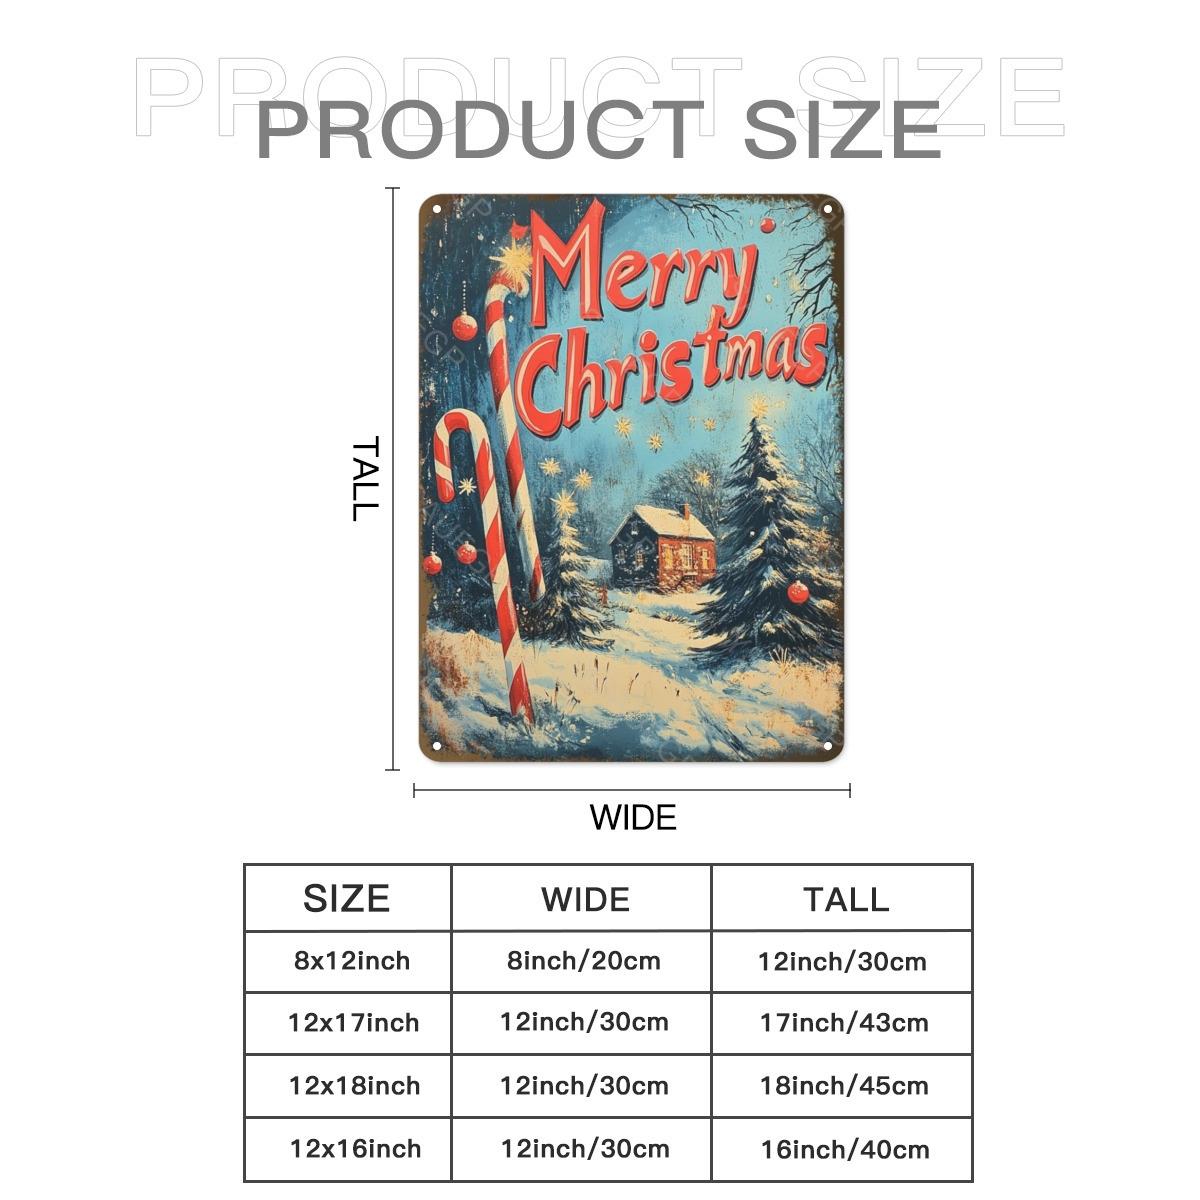 PRODUCT SIZE
PRODUCT SIZE
Merry
Christmas
TALL
WIDE
SIZE WIDE TALL
8x12inch 8inch/20cm 12inch/30cm
12x17inch 12inch/30cm 17inch/43cm
12x18inch 12inch/30cm 18inch/45cm
12x16inch 12inch/30cm 16inch/40cm